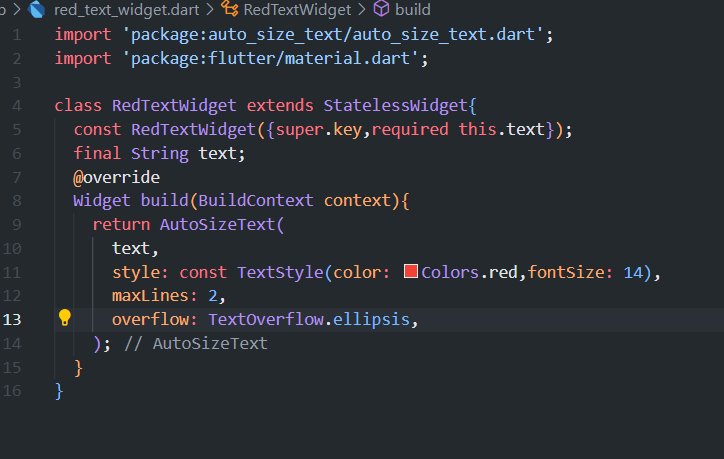 red_text_widget.dart > RedTextWidget > build
1 import 'package:auto_size_text/auto_size_text.dart';
2 import 'package:flutter/material.dart';
3
4 class RedTextWidget extends StatelessWidget{
5   const RedTextWidget({super.key,required this.text});
6   final String text;
7   @override
8   Widget build(BuildContext context){
9     return AutoSizeText(
10       text,
11       style: const TextStyle(color: Colors.red,fontSize: 14),
12       maxLines: 2,
13       overflow: TextOverflow.ellipsis,
14     ); // AutoSizeText
15   }
16 }